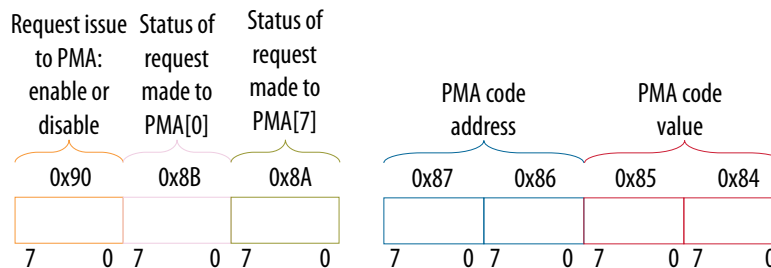 Request issue
to PMA:
enable or
disable
Status of
request
made to
PMA[0]
Status of
request
made to
PMA[7]
PMA code
address
PMA code
value
0x90 0x8B 0x8A 0x87 0x86 0x85 0x84
7 0 7 0 7 0 7 0 7 0 7 0 7 0